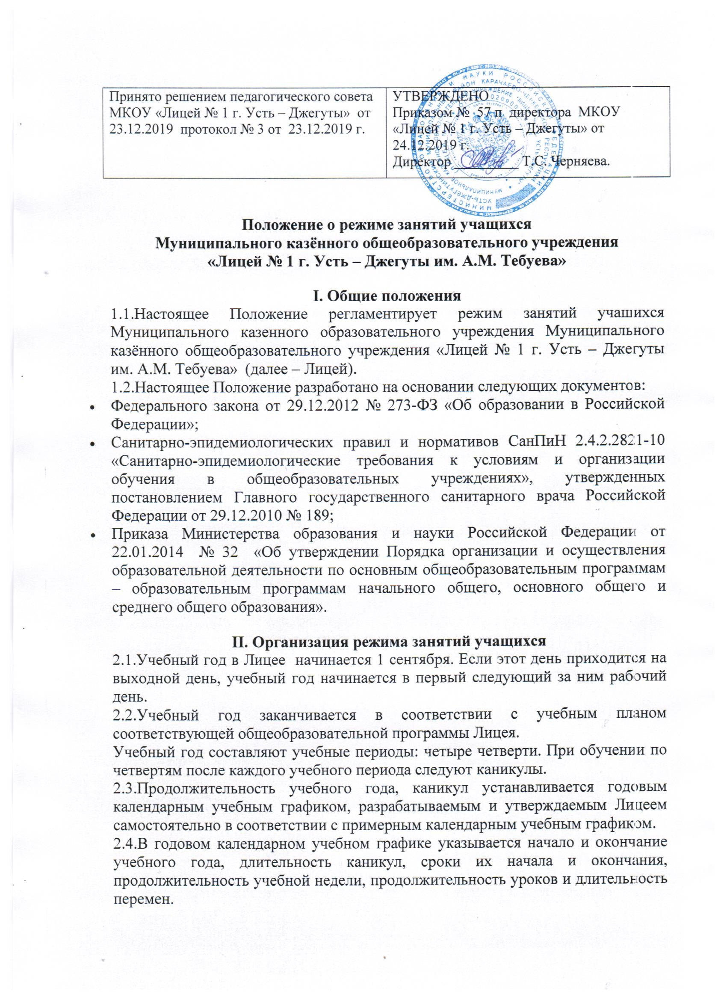 Принято решением педагогического совета
МКОУ «Лицей № 1 г. Усть – Джегуты» от
23.12.2019 протокол № 3 от 23.12.2019 г.
УТВЕРЖДЕНО
Приказом № 57-п директора МКОУ
«Лицей № 1 г. Усть – Джегуты» от
24.12.2019 г.
Директор __________ Т.С. Черняева.
Положение о режиме занятий учащихся
Муниципального казённого общеобразовательного учреждения
«Лицей № 1 г. Усть – Джегуты им. А.М. Тебуева»
I. Общие положения
1.1.Настоящее Положение регламентирует режим занятий учащихся
Муниципального казенного образовательного учреждения Муниципального
казённого общеобразовательного учреждения «Лицей № 1 г. Усть – Джегуты
им. А.М. Тебуева» (далее – Лицей).
1.2.Настоящее Положение разработано на основании следующих документов:
• Федерального закона от 29.12.2012 № 273-ФЗ «Об образовании в Российской
Федерации»;
• Санитарно-эпидемиологических правил и нормативов СанПиН 2.4.2.2821-10
«Санитарно-эпидемиологические требования к условиям и организации
обучения в общеобразовательных учреждениях», утвержденных
постановлением Главного государственного санитарного врача Российской
Федерации от 29.12.2010 № 189;
• Приказа Министерства образования и науки Российской Федерации от
22.01.2014 № 32 «Об утверждении Порядка организации и осуществления
образовательной деятельности по основным общеобразовательным программам
– образовательным программам начального общего, основного общего и
среднего общего образования».
II. Организация режима занятий учащихся
2.1.Учебный год в Лицее начинается 1 сентября. Если этот день приходится на
выходной день, учебный год начинается в первый следующий за ним рабочий
день.
2.2.Учебный год заканчивается в соответствии с учебным планом
соответствующей общеобразовательной программы Лицея.
Учебный год составляют учебные периоды: четыре четверти. При обучении по
четвертям после каждого учебного периода следуют каникулы.
2.3.Продолжительность учебного года, каникул устанавливается годовым
календарным учебным графиком, разрабатываемым и утверждаемым Лицеем
самостоятельно в соответствии с примерным календарным учебным графиком.
2.4.В годовом календарном учебном графике указывается начало и окончание
учебного года, длительность каникул, сроки их начала и окончания,
продолжительность учебной недели, продолжительность уроков и длительность
перемен.